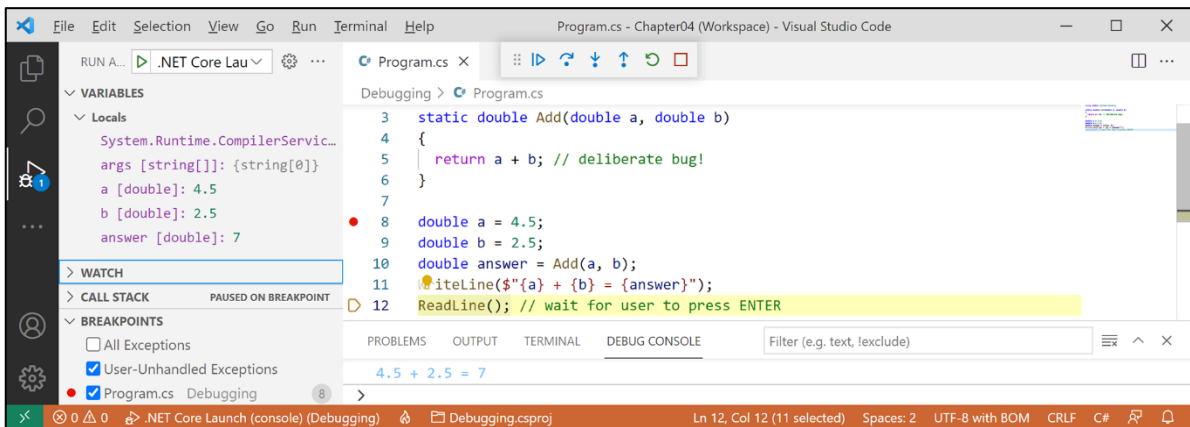 File Edit Selection View Go Run Terminal Help Program.cs - Chapter04 (Workspace) - Visual Studio Code
RUN A... .NET Core Lau
VARIABLES
Locals
System.Runtime.CompilerServic...
args [string[]]: {string[0]}
a [double]: 4.5
b [double]: 2.5
answer [double]: 7
WATCH
CALL STACK PAUSED ON BREAKPOINT
BREAKPOINTS
All Exceptions
User-Unhandled Exceptions
Program.cs Debugging 8
1
Program.cs
Debugging > Program.cs
3 static double Add(double a, double b)
4 {
5 return a + b; // deliberate bug!
6 }
7
8 double a = 4.5;
9 double b = 2.5;
10 double answer = Add(a, b);
11 iteLine($"{a} + {b} = {answer}");
12 ReadLine(); // wait for user to press ENTER
PROBLEMS OUTPUT TERMINAL DEBUG CONSOLE Filter (e.g. text, !exclude)
4.5 + 2.5 = 7
>
0 0 .NET Core Launch (console) (Debugging) Debugging.csproj Ln 12, Col 12 (11 selected) Spaces: 2 UTF-8 with BOM CRLF C#